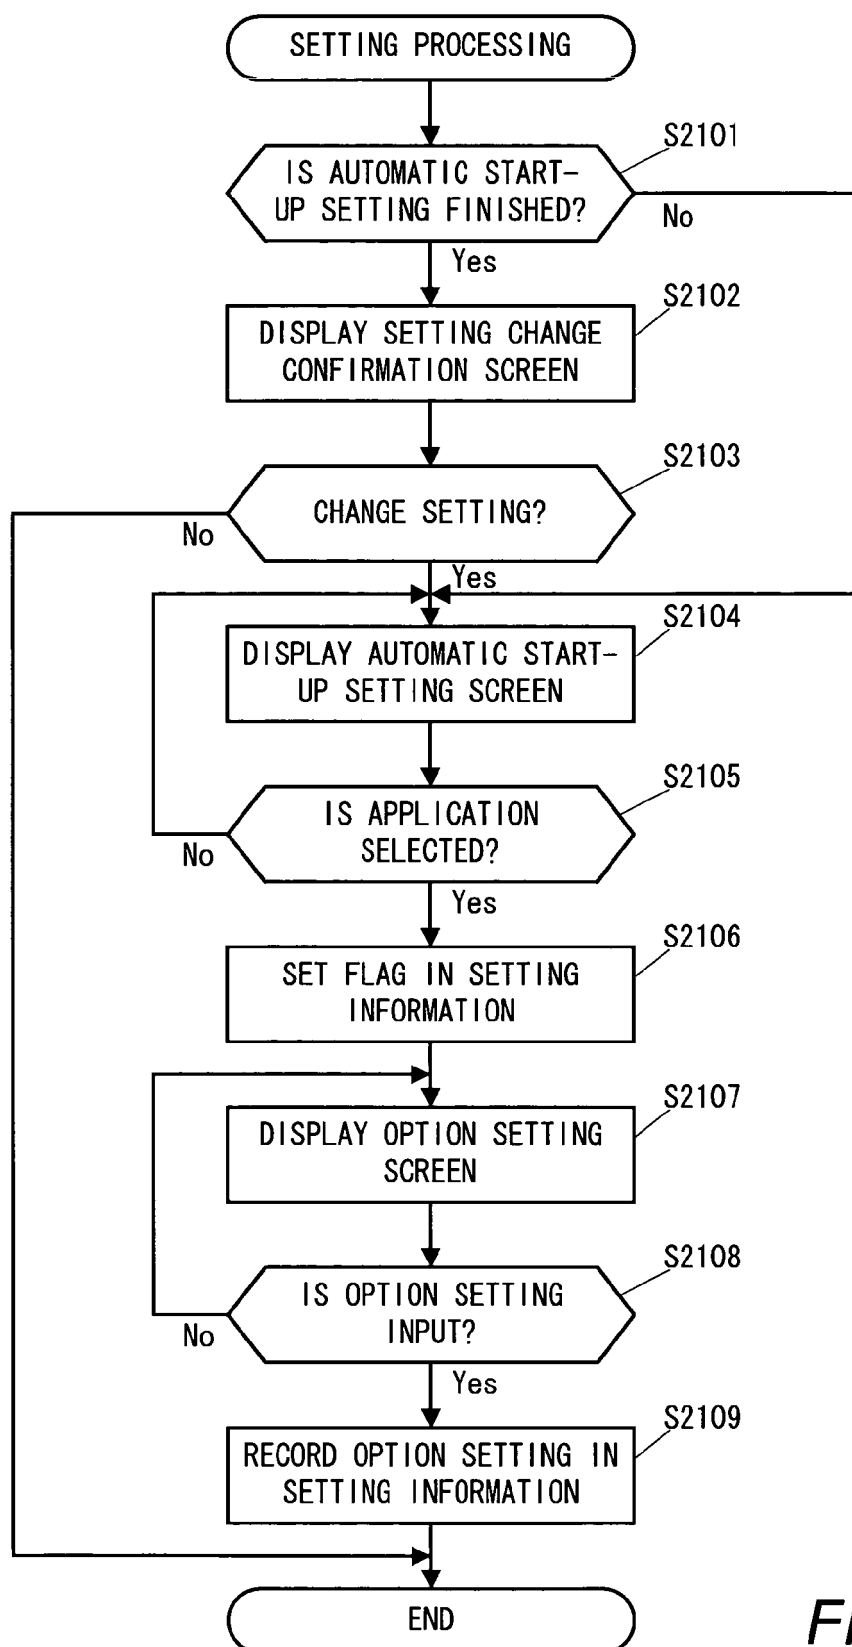 SETTING PROCESSING
S2101
IS AUTOMATIC START-
UP SETTING FINISHED?
No
Yes
S2102
DISPLAY SETTING CHANGE
CONFIRMATION SCREEN
S2103
CHANGE SETTING?
No
Yes
S2104
DISPLAY AUTOMATIC START-
UP SETTING SCREEN
S2105
IS APPLICATION
SELECTED?
No
Yes
S2106
SET FLAG IN SETTING
INFORMATION
S2107
DISPLAY OPTION SETTING
SCREEN
S2108
IS OPTION SETTING
INPUT?
No
Yes
S2109
RECORD OPTION SETTING IN
SETTING INFORMATION
END